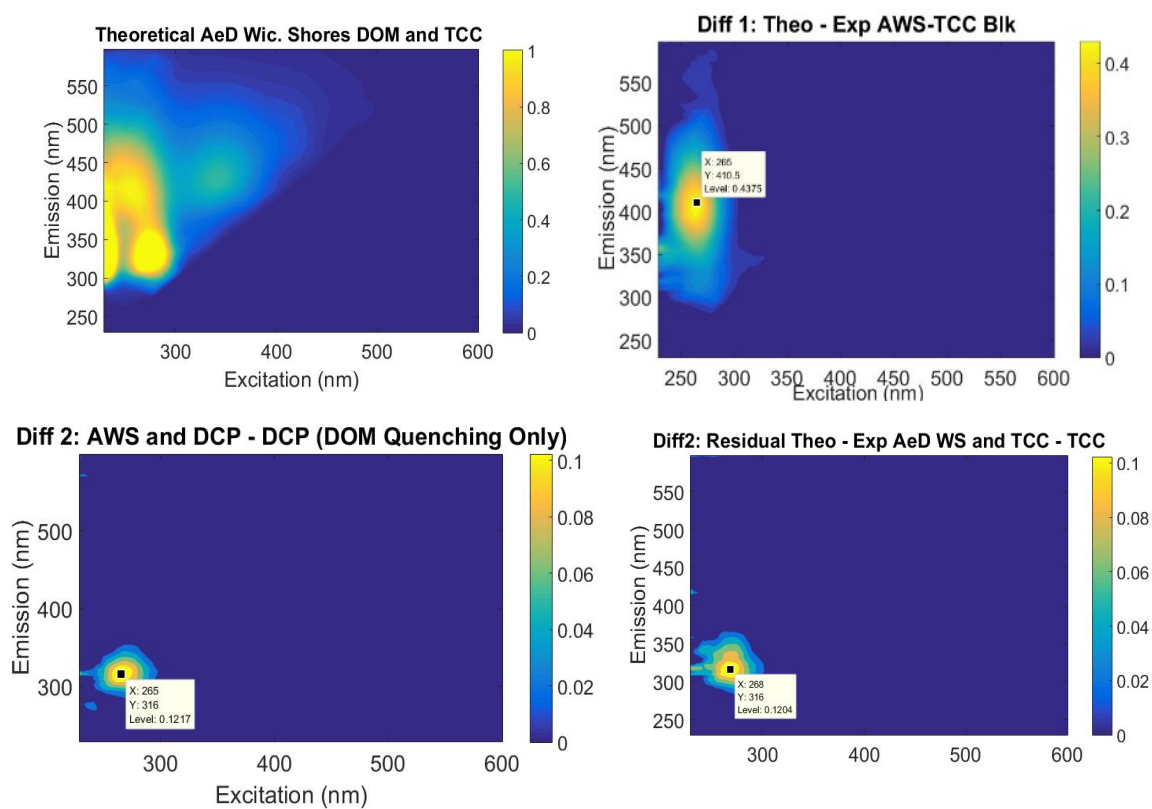 Theoretical AeD Wic. Shores DOM and TCC
550
500
450
400
350
300
250
Emission (nm)
300 400 500 600
Excitation (nm)
1
0.8
0.6
0.4
0.2
0
Diff 1: Theo - Exp AWS-TCC Blk
550
500
450
400
350
300
250
Emission (nm)
X: 265
Y: 410.5
Level: 0.4375
250 300 350 400 450 500 550 600
Excitation (nm)
0.4
0.3
0.2
0.1
0
Diff 2: AWS and DCP - DCP (DOM Quenching Only)
500
400
300
Emission (nm)
X: 265
Y: 316
Level: 0.1217
300 400 500 600
Excitation (nm)
0.1
0.08
0.06
0.04
0.02
0
Diff2: Residual Theo - Exp AeD WS and TCC - TCC
550
500
450
400
350
300
250
Emission (nm)
X: 268
Y: 316
Level: 0.1204
300 400 500 600
Excitation (nm)
0.1
0.08
0.06
0.04
0.02
0